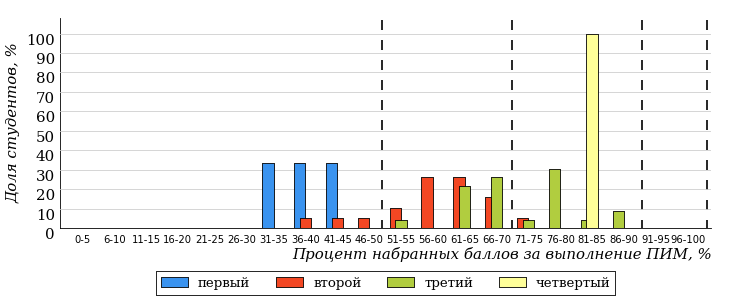 Доля студентов, %
100
90
80
70
60
50
40
30
20
10
0
0-5 6-10 11-15 16-20 21-25 26-30 31-35 36-40 41-45 46-50 51-55 56-60 61-65 66-70 71-75 76-80 81-85 86-90 91-95 96-100
Процент набранных баллов за выполнение ПИМ, %
первый второй третий четвертый